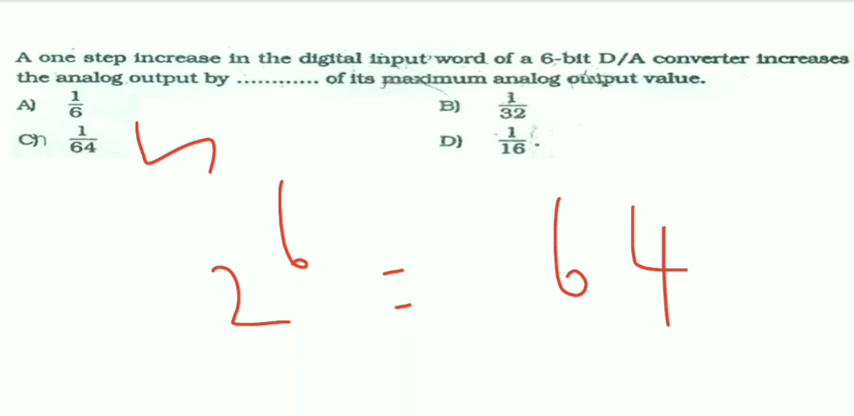 A one step increase in the digital input word of a 6-bit D/A converter increases
the analog output by ............ of its maximum analog output value.
A) 1/6 B) 1/32
C) 1/64 D) 1/16
2^6 = 64